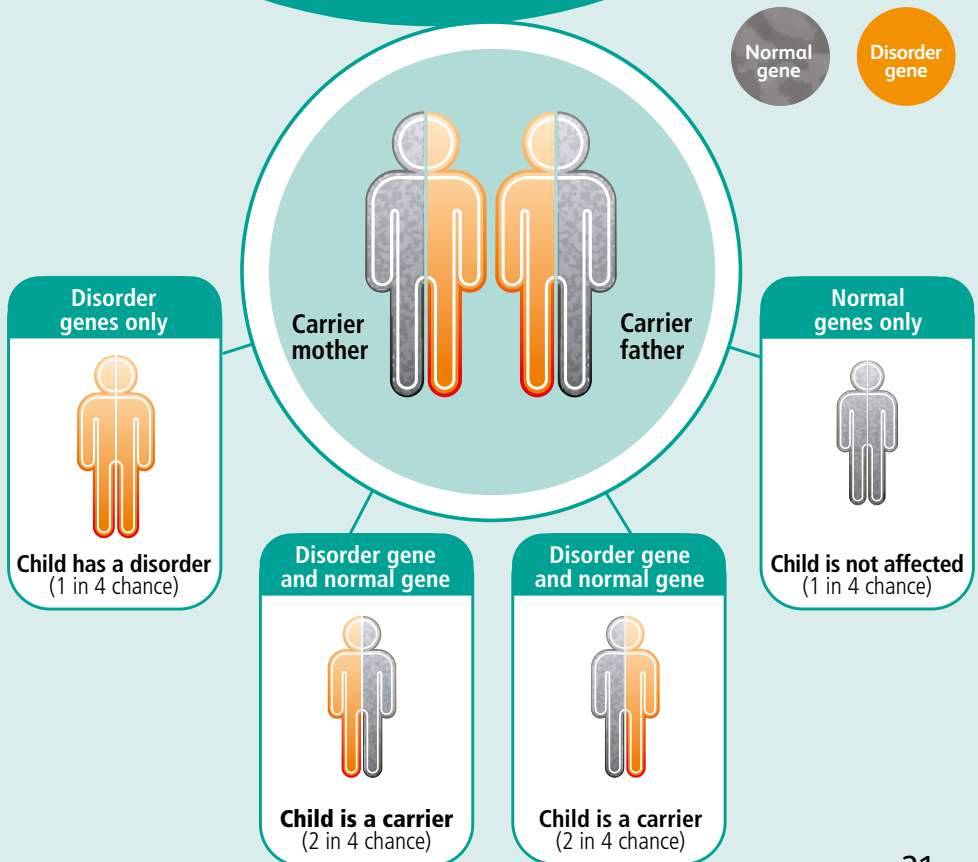 Normal
gene
Disorder
gene
Carrier
mother
Carrier
father
Disorder
genes only
Child has a disorder
(1 in 4 chance)
Disorder gene
and normal gene
Child is a carrier
(2 in 4 chance)
Disorder gene
and normal gene
Child is a carrier
(2 in 4 chance)
Normal
genes only
Child is not affected
(1 in 4 chance)